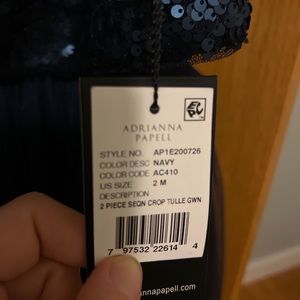 ADRIANNA
PAPELL
STYLE NO. AP1E200726
COLOR DESC NAVY
COLOR CODE AC410
US SIZE 2 M
DESCRIPTION
2 PIECE SEQN CROP TULLE GWN
7 97532 22614 4
driannapapell.com